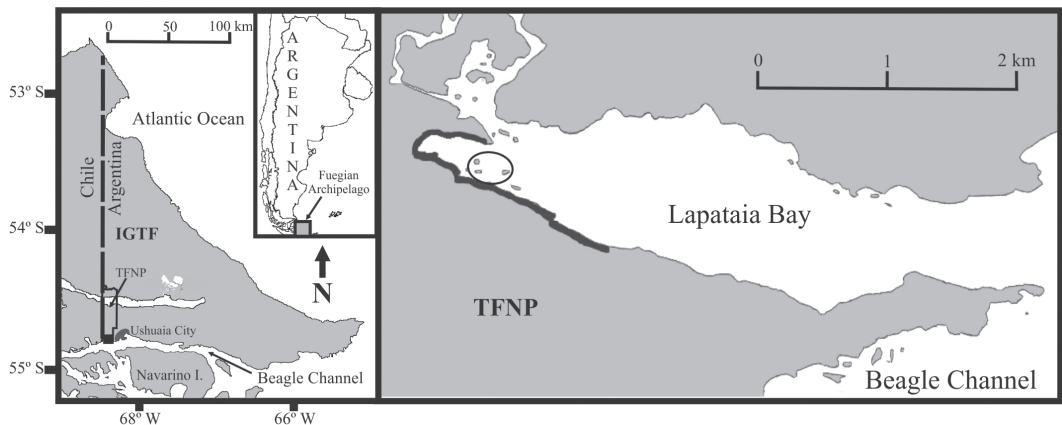 0 50 100 km
53º S
54º S
55º S
Atlantic Ocean
Chile
Argentina
IGTF
TFNP
Ushuaia City
Navarino I.
Beagle Channel
68º W
66º W
ARGENTINA
Fuegian
Archipelago
N
0 1 2 km
Lapataia Bay
TFNP
Beagle Channel